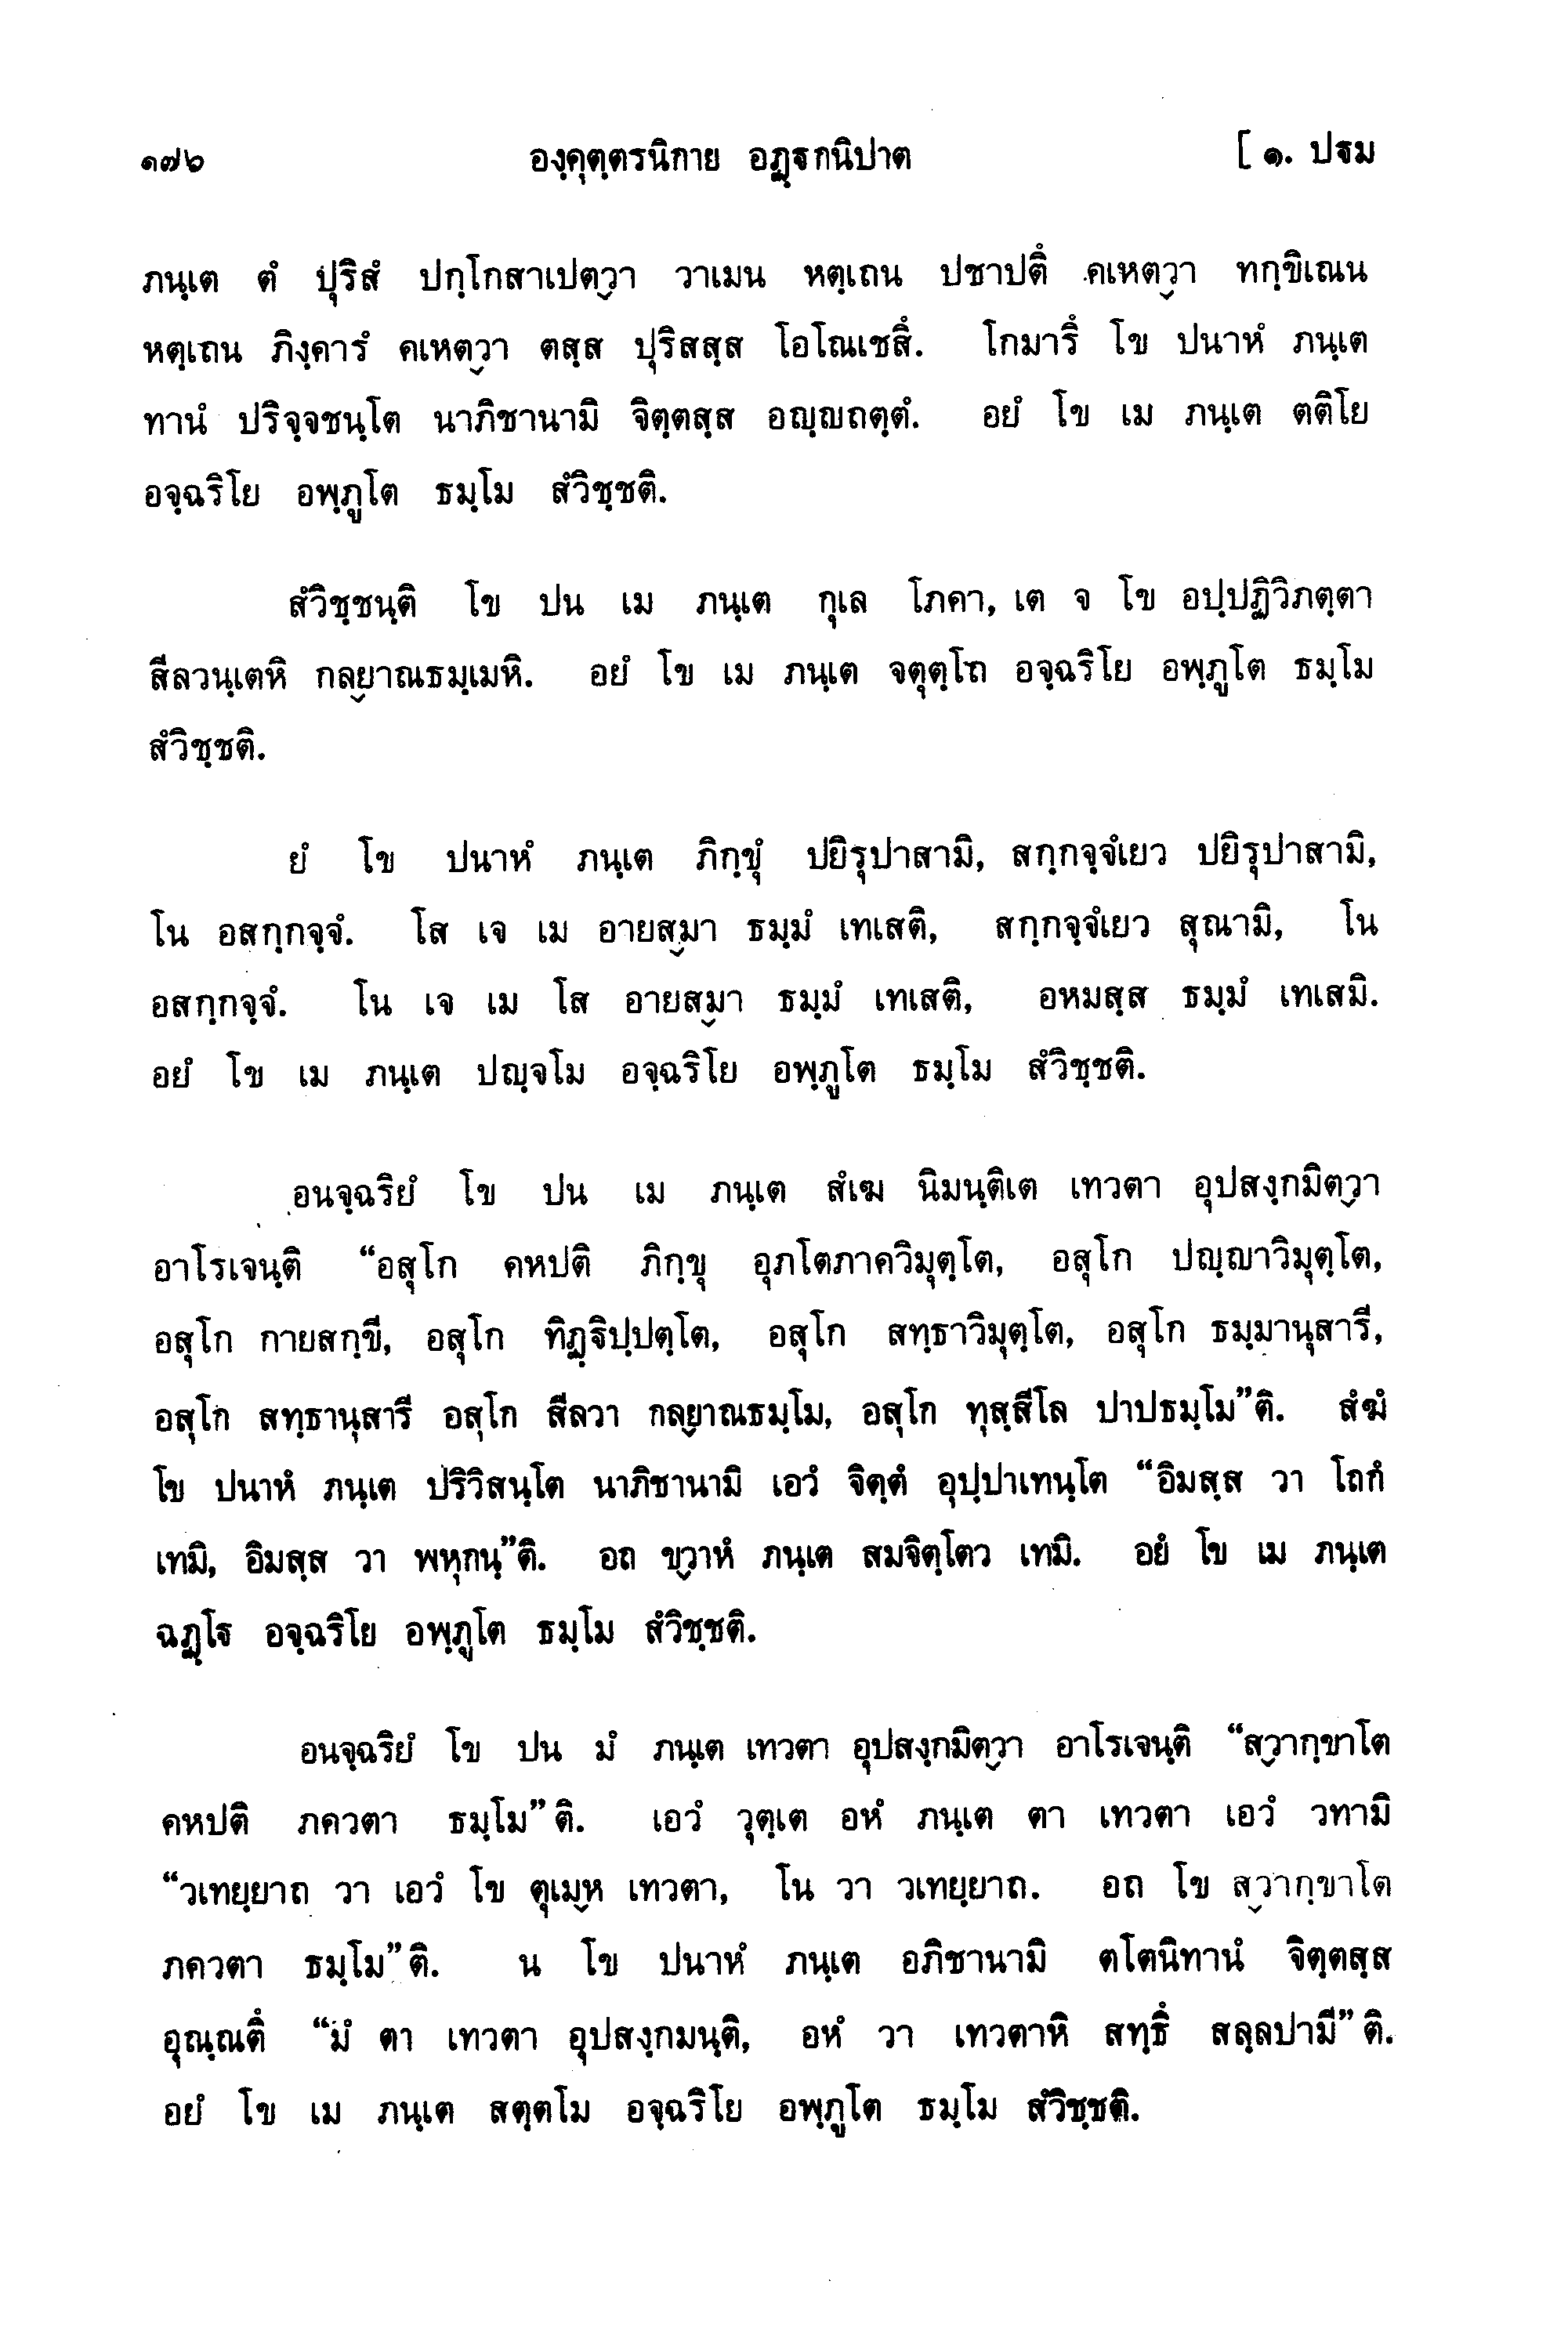 ๑๗๖ องฺคุตฺตรนิกาย อฏฺฐกนิปาต [ ๑. ปฐม
ภนฺเต ตํ ปุริสํ ปกฺโกสาเปตฺวา วาเมน หตฺเถน ปชาปตึ คเหตฺวา ทกฺขิเณน
หตฺเถน ภิงฺคารํ คเหตฺวา ตสฺส ปุริสสฺส โอโณเชสึ. โกมารึ โข ปนาหํ ภนฺเต
ทานํ ปริจฺจชนฺโต นาภิชานามิ จิตฺตสฺส อญฺญถตฺตํ. อยํ โข เม ภนฺเต ตติโย
อจฺฉริโย อพฺภูโต ธมฺโม สํวิชฺชติ.
สํวิชฺชนฺติ โข ปน เม ภนฺเต กุเล โภคา, เต จ โข อปฺปฏิวิภตฺตา
สีลวนฺเตหิ กลฺยาณธมฺเมหิ. อยํ โข เม ภนฺเต จตุตฺโถ อจฺฉริโย อพฺภูโต ธมฺโม
สํวิชฺชติ.
ยํ โข ปนาหํ ภนฺเต ภิกฺขุํ ปยิรุปาสามิ, สกฺกจฺจํเยว ปยิรุปาสามิ,
โน อสกฺกจฺจํ. โส เจ เม อายสฺมา ธมฺมํ เทเสติ, สกฺกจฺจํเยว สุณามิ, โน
อสกฺกจฺจํ. โน เจ เม โส อายสฺมา ธมฺมํ เทเสติ, อหมสฺส ธมฺมํ เทเสมิ.
อยํ โข เม ภนฺเต ปญฺจโม อจฺฉริโย อพฺภูโต ธมฺโม สํวิชฺชติ.
อนจฺฉริยํ โข ปน เม ภนฺเต สํเฆ นิมนฺติเต เทวตา อุปสงฺกมิตฺวา
อาโรเจนฺติ “อสุโก คหปติ ภิกฺขุ อุภโตภาควิมุตฺโต, อสุโก ปญฺญาวิมุตฺโต,
อสุโก กายสกฺขี, อสุโก ทิฏฺฐิปฺปตฺโต, อสุโก สทฺธาวิมุตฺโต, อสุโก ธมฺมานุสารี,
อสุโก สทฺธานุสารี อสุโก สีลวา กลฺยาณธมฺโม, อสุโก ทุสฺสีโล ปาปธมฺโม”ติ. สํฆํ
โข ปนาหํ ภนฺเต ปริวิสนฺโต นาภิชานามิ เอวํ จิตฺตํ อุปฺปาเทนฺโต “อิมสฺส วา โถกํ
เทมิ, อิมสฺส วา พหุกนฺ”ติ. อถ ขฺวาหํ ภนฺเต สมจิตฺโตว เทมิ. อยํ โข เม ภนฺเต
ฉฏฺโฐ อจฺฉริโย อพฺภูโต ธมฺโม สํวิชฺชติ.
อนจฺฉริยํ โข ปน มํ ภนฺเต เทวตา อุปสงฺกมิตฺวา อาโรเจนฺติ “สฺวากฺขาโต
คหปติ ภควตา ธมฺโม”ติ. เอวํ วุตฺเต อหํ ภนฺเต ตา เทวตา เอวํ วทามิ
“วเทยฺยาถ วา เอวํ โข ตุเมฺห เทวตา, โน วา วเทยฺยาถ. อถ โข สฺวากฺขาโต
ภควตา ธมฺโม”ติ. น โข ปนาหํ ภนฺเต อภิชานามิ ตโตนิทานํ จิตฺตสฺส
อุณฺณตึ “มํ ตา เทวตา อุปสงฺกมนฺติ, อหํ วา เทวตาหิ สทฺธึ สลฺลปามี”ติ.
อยํ โข เม ภนฺเต สตฺตโม อจฺฉริโย อพฺภูโต ธมฺโม สํวิชฺชติ.